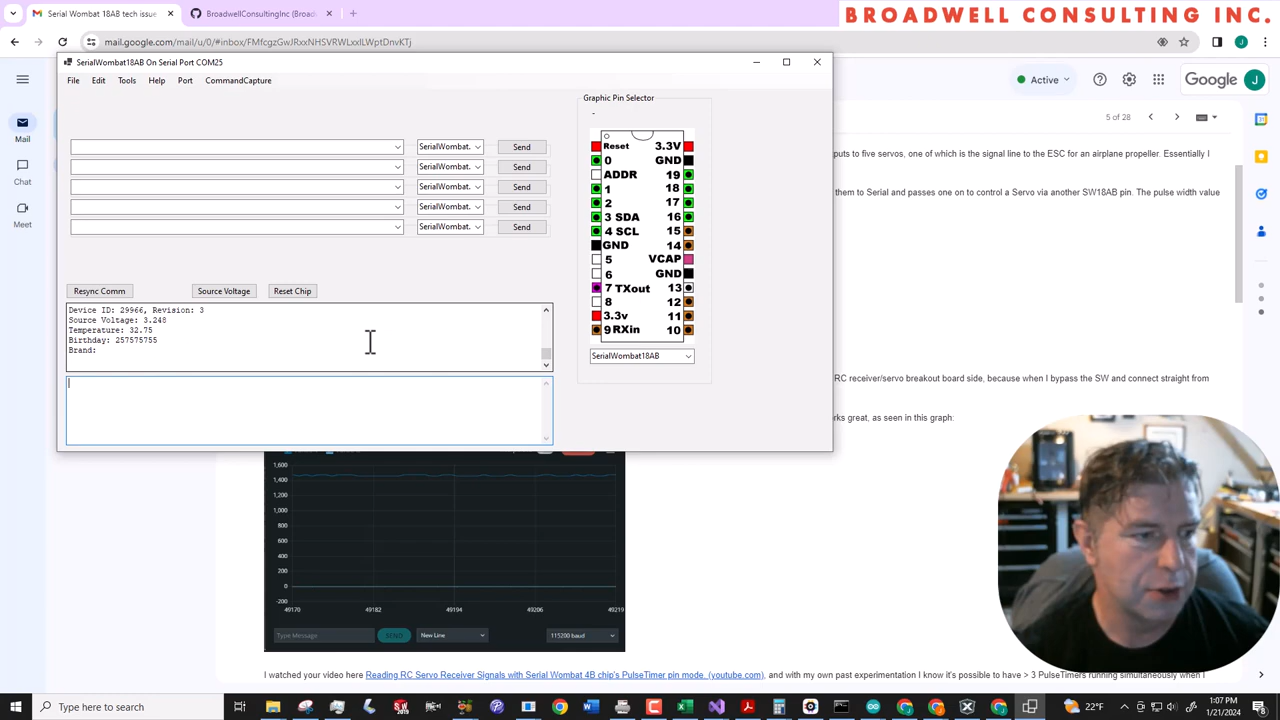 Gmail Serial Wombat 18AB tech issue
BroadwellConsultingInc (Broadw
BROADWELL CONSULTING INC.
mail.google.com/mail/u/0/#inbox/FMfcgzGwJRxxNHSVRWLxxlLWptDnvKTj
Active
Google
J
Mail
Chat
Meet
5 of 28
SerialWombat18AB On Serial Port COM25
File Edit Tools Help Port CommandCapture
SerialWombat. Send
SerialWombat. Send
SerialWombat. Send
SerialWombat. Send
SerialWombat. Send
Resync Comm Source Voltage Reset Chip
Device ID: 29966, Revision: 3
Source Voltage: 3.248
Temperature: 32.75
Birthday: 257575755
Brand:
Graphic Pin Selector
-
Reset 3.3V
0 GND
ADDR 19
1 18
2 17
3 SDA 16
4 SCL 15
GND 14
5 VCAP
6 GND
7 TXout 13
8 12
3.3v 11
9 RXin 10
SerialWombat18AB
puts to five servos, one of which is the signal line to the ESC for an airplane propeller. Essentially I
them to Serial and passes one on to control a Servo via another SW18AB pin. The pulse width value
RC receiver/servo breakout board side, because when I bypass the SW and connect straight from
rks great, as seen in this graph:
1,600
1,400
1,200
1,000
800
600
400
200
0
-200
49170 49182 49194 49206 49219
Type Message SEND New Line 115200 baud
I watched your video here Reading RC Servo Receiver Signals with Serial Wombat 4B chip's PulseTimer pin mode. (youtube.com), and with my own past experimentation I know it's possible to have > 3 PulseTimers running simultaneously when I
Type here to search
22°F
1:07 PM
1/21/2024